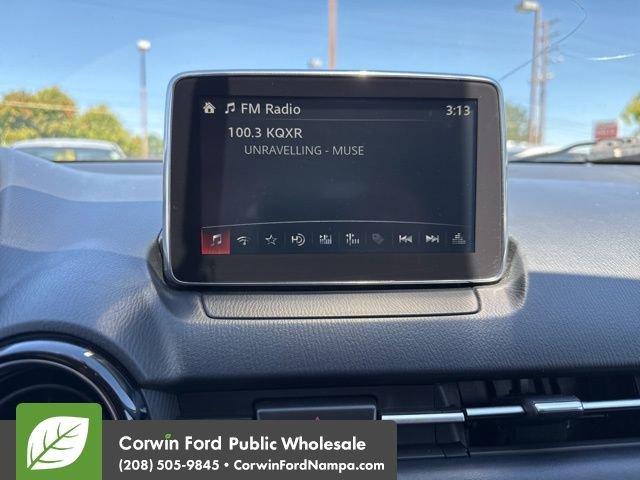 FM Radio 3:13
100.3 KQXR
UNRAVELLING - MUSE
Corwin Ford Public Wholesale
(208) 505-9845 • CorwinFordNampa.com